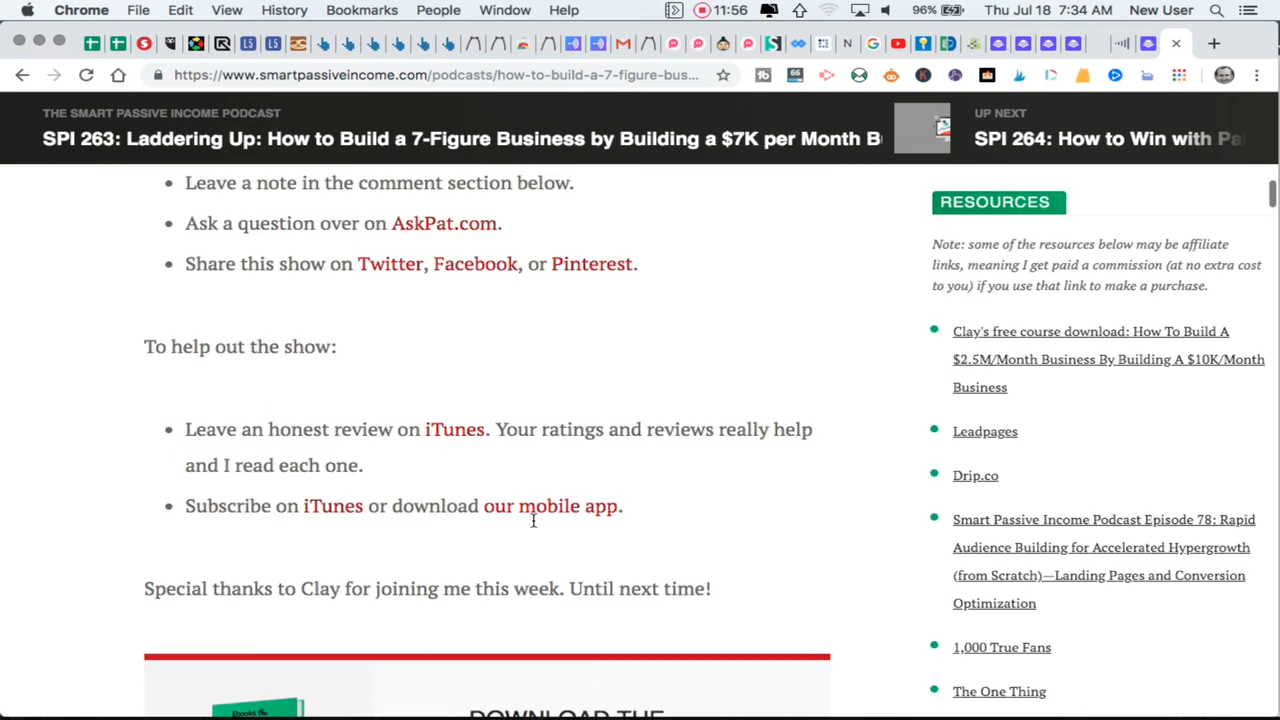 Chrome File Edit View History Bookmarks People Window Help 11:56 96% Thu Jul 18 7:34 AM New User
https://www.smartpassiveincome.com/podcasts/how-to-build-a-7-figure-bus...
THE SMART PASSIVE INCOME PODCAST
SPI 263: Laddering Up: How to Build a 7-Figure Business by Building a $7K per Month B
UP NEXT
SPI 264: How to Win with Pai
Leave a note in the comment section below.
Ask a question over on AskPat.com.
Share this show on Twitter, Facebook, or Pinterest.
To help out the show:
Leave an honest review on iTunes. Your ratings and reviews really help
and I read each one.
Subscribe on iTunes or download our mobile app.
Special thanks to Clay for joining me this week. Until next time!
DOWNLOAD THE
RESOURCES
Note: some of the resources below may be affiliate
links, meaning I get paid a commission (at no extra cost
to you) if you use that link to make a purchase.
Clay's free course download: How To Build A
$2.5M/Month Business By Building A $10K/Month
Business
Leadpages
Drip.co
Smart Passive Income Podcast Episode 78: Rapid
Audience Building for Accelerated Hypergrowth
(from Scratch)—Landing Pages and Conversion
Optimization
1,000 True Fans
The One Thing